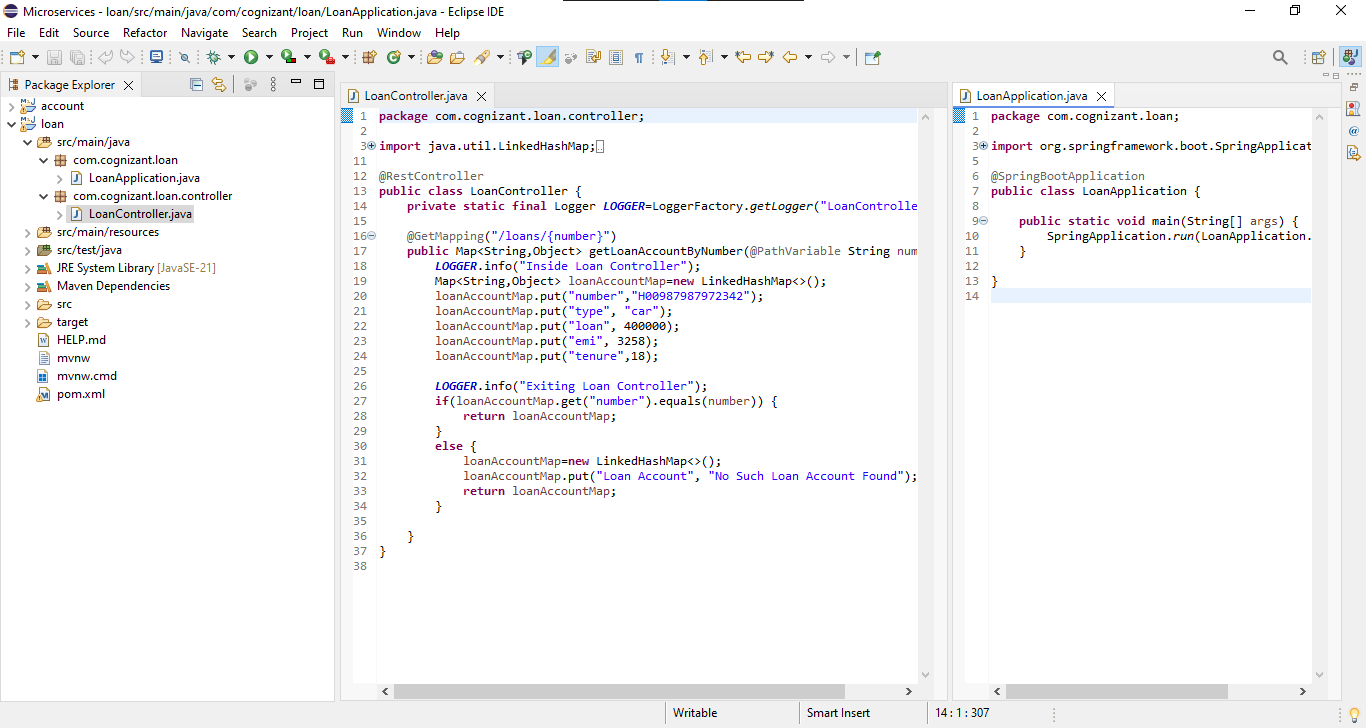 Microservices - loan/src/main/java/com/cognizant/loan/LoanApplication.java - Eclipse IDE
File Edit Source Refactor Navigate Search Project Run Window Help
Package Explorer
account
loan
src/main/java
com.cognizant.loan
LoanApplication.java
com.cognizant.loan.controller
LoanController.java
src/main/resources
src/test/java
JRE System Library [JavaSE-21]
Maven Dependencies
src
target
HELP.md
mvnw
mvnw.cmd
pom.xml
LoanController.java
1 package com.cognizant.loan.controller;
2
3 import java.util.LinkedHashMap;
11
12 @RestController
13 public class LoanController {
14 private static final Logger LOGGER=LoggerFactory.getLogger("LoanControlle
15
16 @GetMapping("/loans/{number}")
17 public Map<String,Object> getLoanAccountByNumber(@PathVariable String num
18 LOGGER.info("Inside Loan Controller");
19 Map<String,Object> loanAccountMap=new LinkedHashMap<>();
20 loanAccountMap.put("number","H00987987972342");
21 loanAccountMap.put("type", "car");
22 loanAccountMap.put("loan", 400000);
23 loanAccountMap.put("emi", 3258);
24 loanAccountMap.put("tenure",18);
25
26 LOGGER.info("Exiting Loan Controller");
27 if(loanAccountMap.get("number").equals(number)) {
28 return loanAccountMap;
29 }
30 else {
31 loanAccountMap=new LinkedHashMap<>();
32 loanAccountMap.put("Loan Account", "No Such Loan Account Found");
33 return loanAccountMap;
34 }
35
36 }
37 }
38
LoanApplication.java
1 package com.cognizant.loan;
2
3 import org.springframework.boot.SpringApplicat
5
6 @SpringBootApplication
7 public class LoanApplication {
8
9 public static void main(String[] args) {
10 SpringApplication.run(LoanApplication.
11 }
12
13 }
14
Writable
Smart Insert
14 : 1 : 307